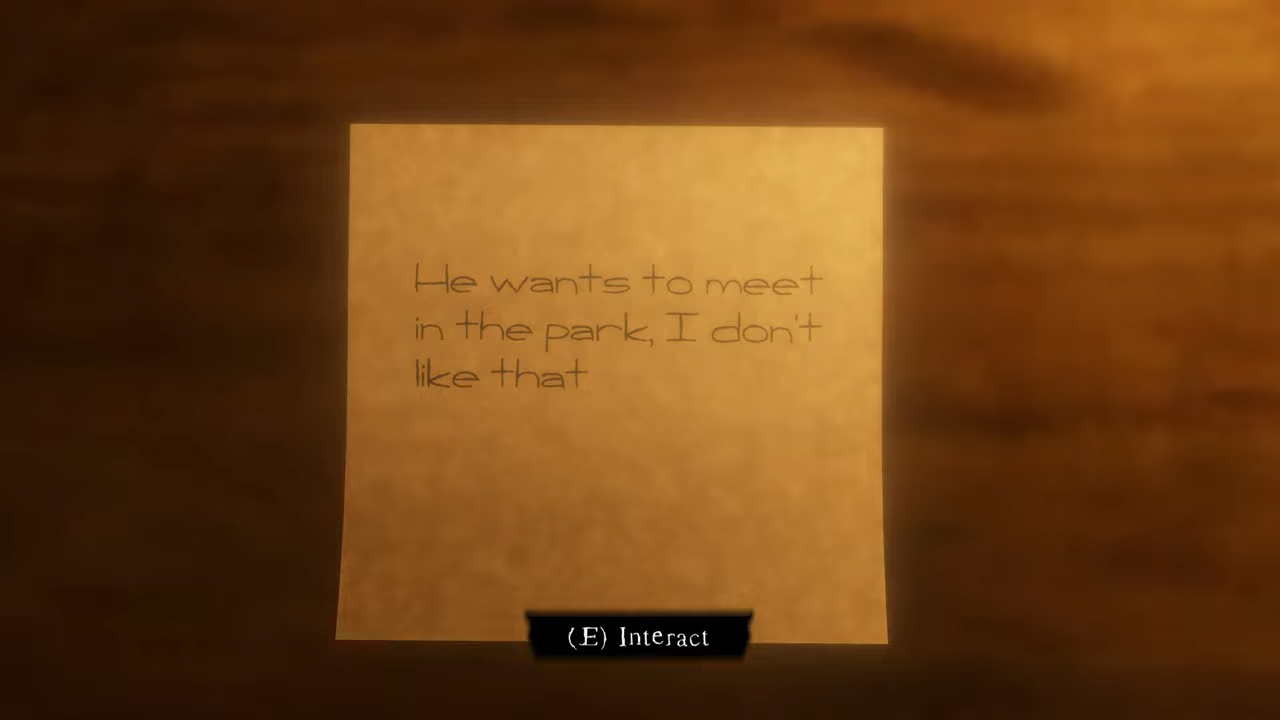 He wants to meet
in the park, I don't
like that
(E) Interact